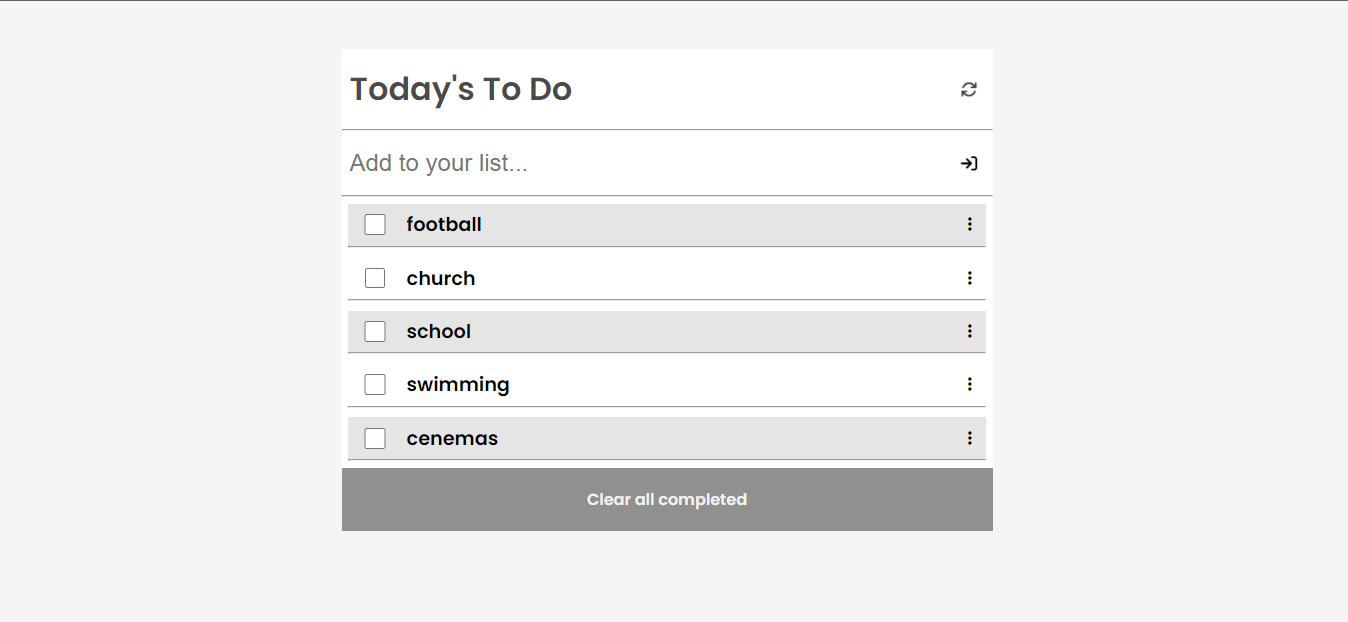 Today's To Do
Add to your list...
football
church
school
swimming
cenemas
Clear all completed